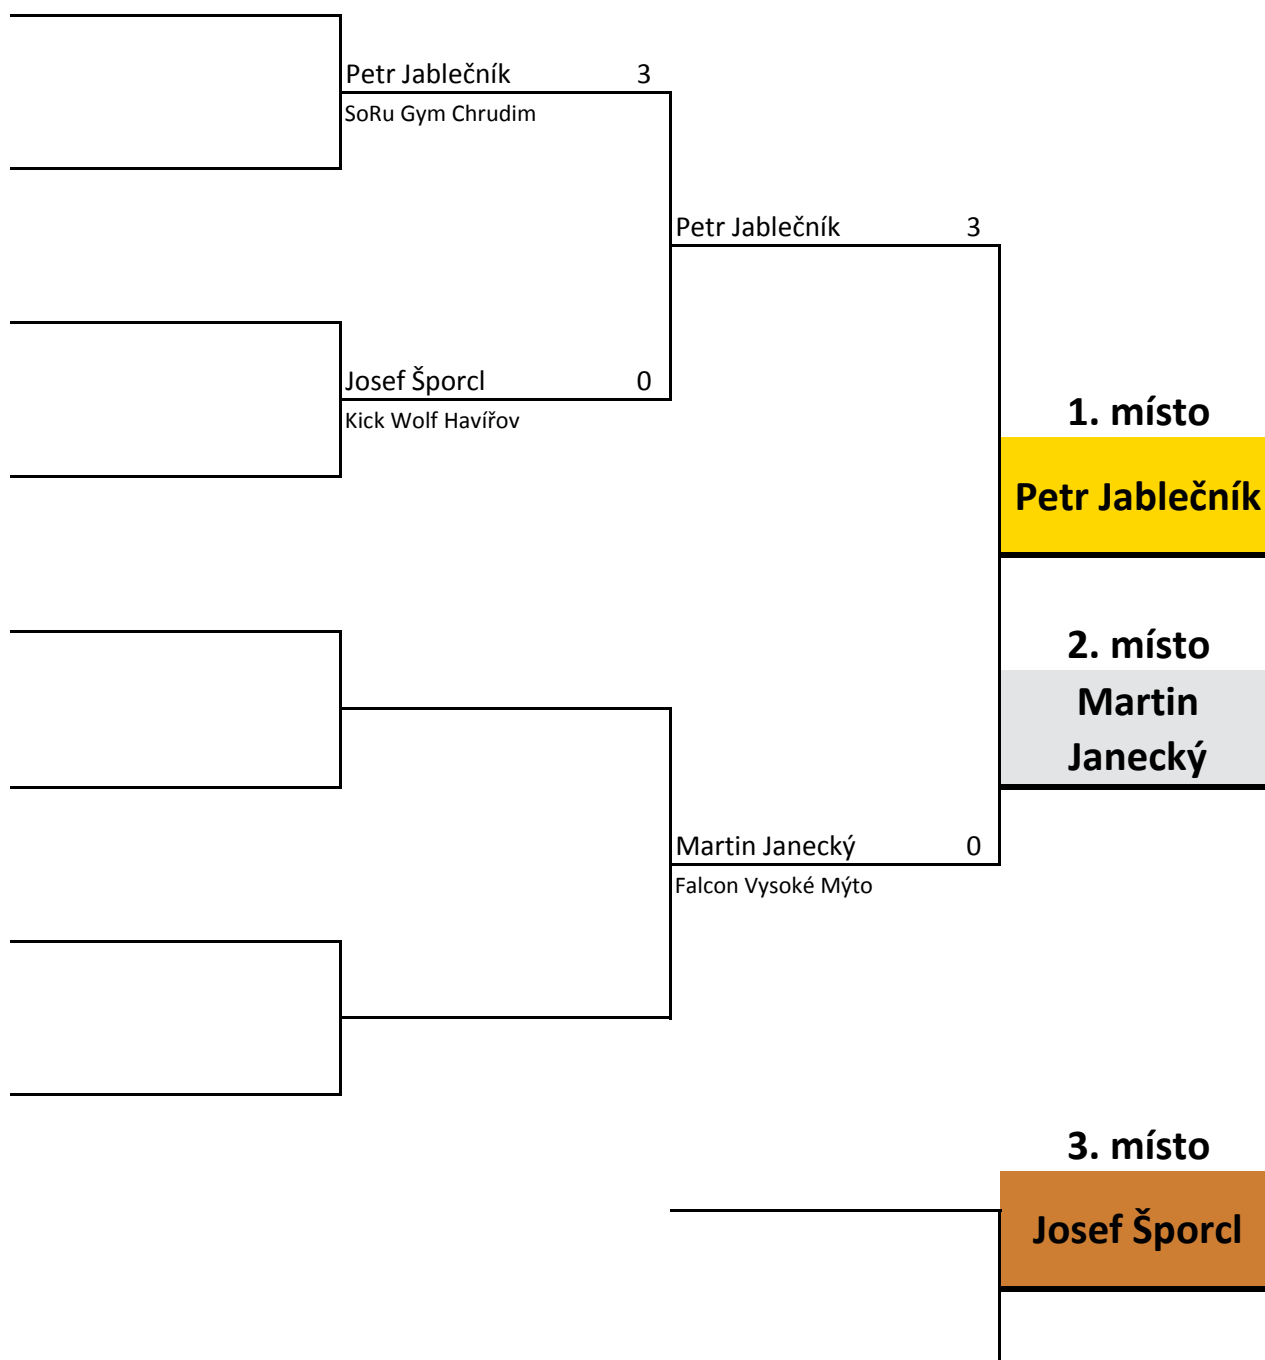 Petr Jablečník 3
SoRu Gym Chrudim
Petr Jablečník 3
Josef Šporcl 0
Kick Wolf Havířov
1. místo
Petr Jablečník
2. místo
Martin
Janecký
Martin Janecký 0
Falcon Vysoké Mýto
3. místo
Josef Šporcl